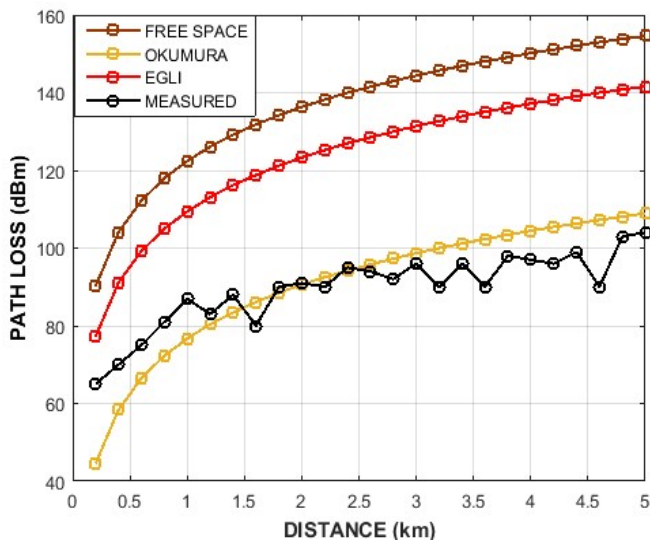 FREE SPACE
OKUMURA
EGLI
MEASURED
160
140
120
100
80
60
40
PATH LOSS (dBm)
0 0.5 1 1.5 2 2.5 3 3.5 4 4.5 5
DISTANCE (km)